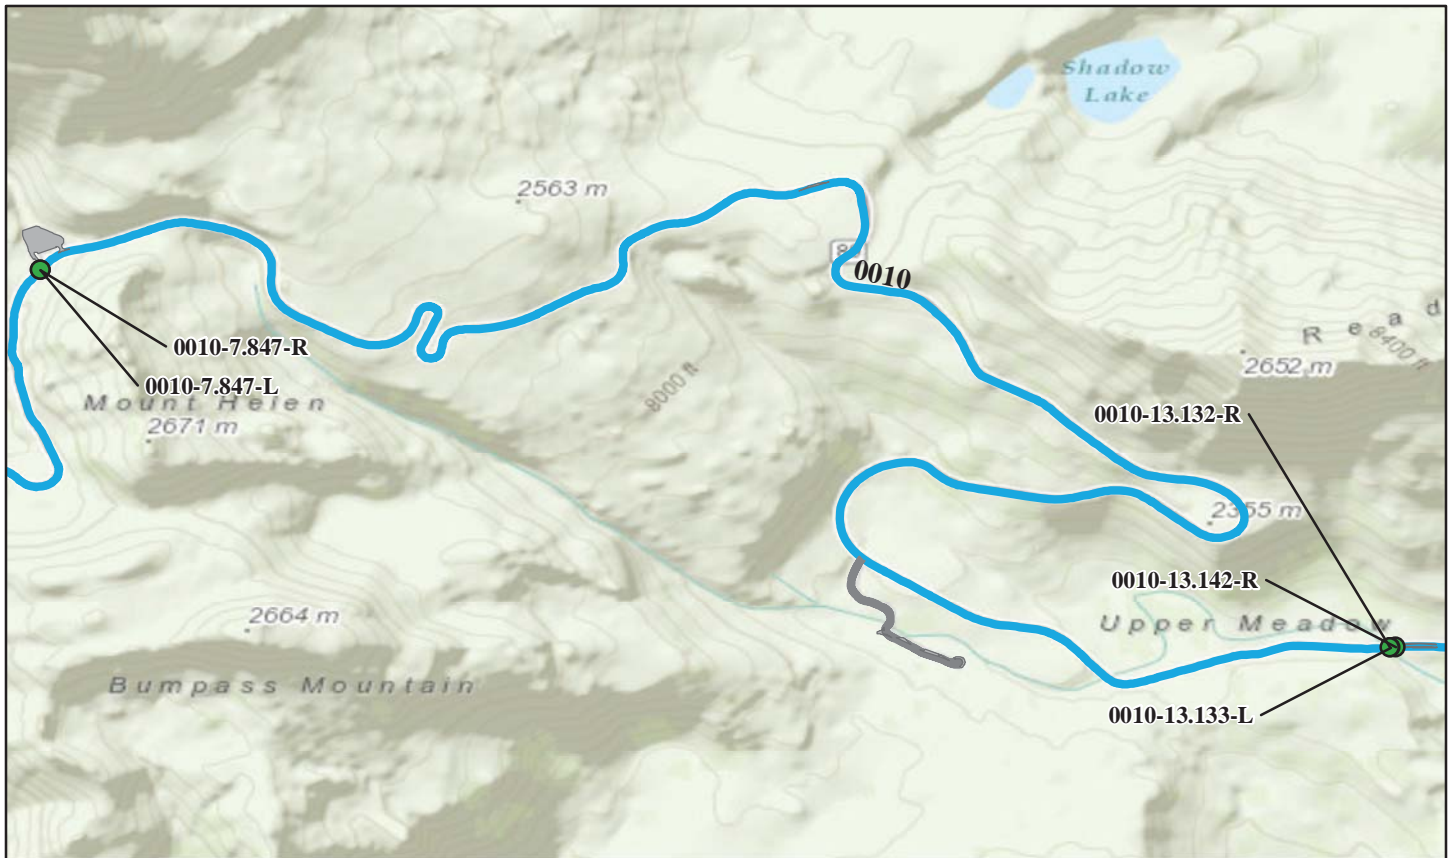 Shadow
Lake
2563 m
0010
R e a d
8400 ft
2652 m
0010-7.847-R
0010-7.847-L
Mount Helen
2671 m
8000 ft
0010-13.132-R
2355 m
0010-13.142-R
2664 m
Upper Meadow
Bumpass Mountain
0010-13.133-L